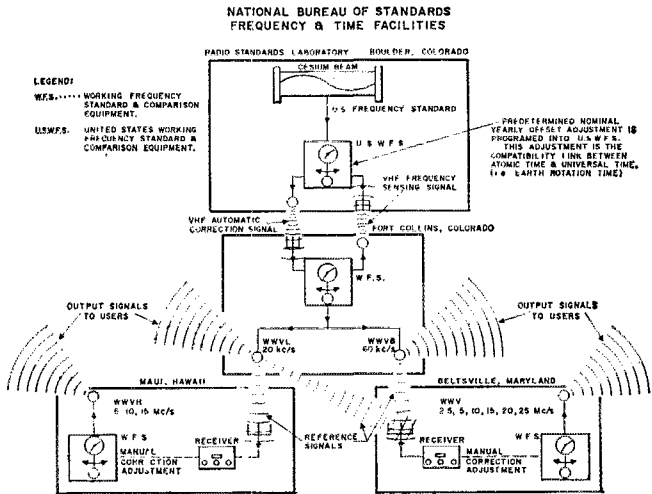 NATIONAL BUREAU OF STANDARDS
FREQUENCY & TIME FACILITIES
RADIO STANDARDS LABORATORY BOULDER, COLORADO
CESIUM BEAM
LEGEND:
W.F.S. ..... WORKING FREQUENCY
STANDARD & COMPARISON
EQUIPMENT.
U.S.W.F.S. UNITED STATES WORKING
FREQUENCY STANDARD &
COMPARISON EQUIPMENT.
U.S. FREQUENCY STANDARD
U S W F S
PREDETERMINED NOMINAL
YEARLY OFFSET ADJUSTMENT IS
PROGRAMED INTO U.S.W.F.S.
THIS ADJUSTMENT IS THE
COMPATIBILITY LINK BETWEEN
ATOMIC TIME & UNIVERSAL TIME,
(i.e. EARTH ROTATION TIME)
VHF FREQUENCY
SENSING SIGNAL
VHF AUTOMATIC
CORRECTION SIGNAL
FORT COLLINS, COLORADO
W.F.S.
OUTPUT SIGNALS
TO USERS
OUTPUT SIGNALS
TO USERS
WWVL
20 kc/s
WWVB
60 kc/s
MAUI, HAWAII
BELTSVILLE, MARYLAND
WWVH
5 10, 15 Mc/s
WWV
2.5, 5, 10, 15, 20, 25 Mc/s
W F S
RECEIVER
REFERENCE
SIGNALS
RECEIVER
W F S
MANUAL
CORRECTION
ADJUSTMENT
MANUAL
CORRECTION
ADJUSTMENT